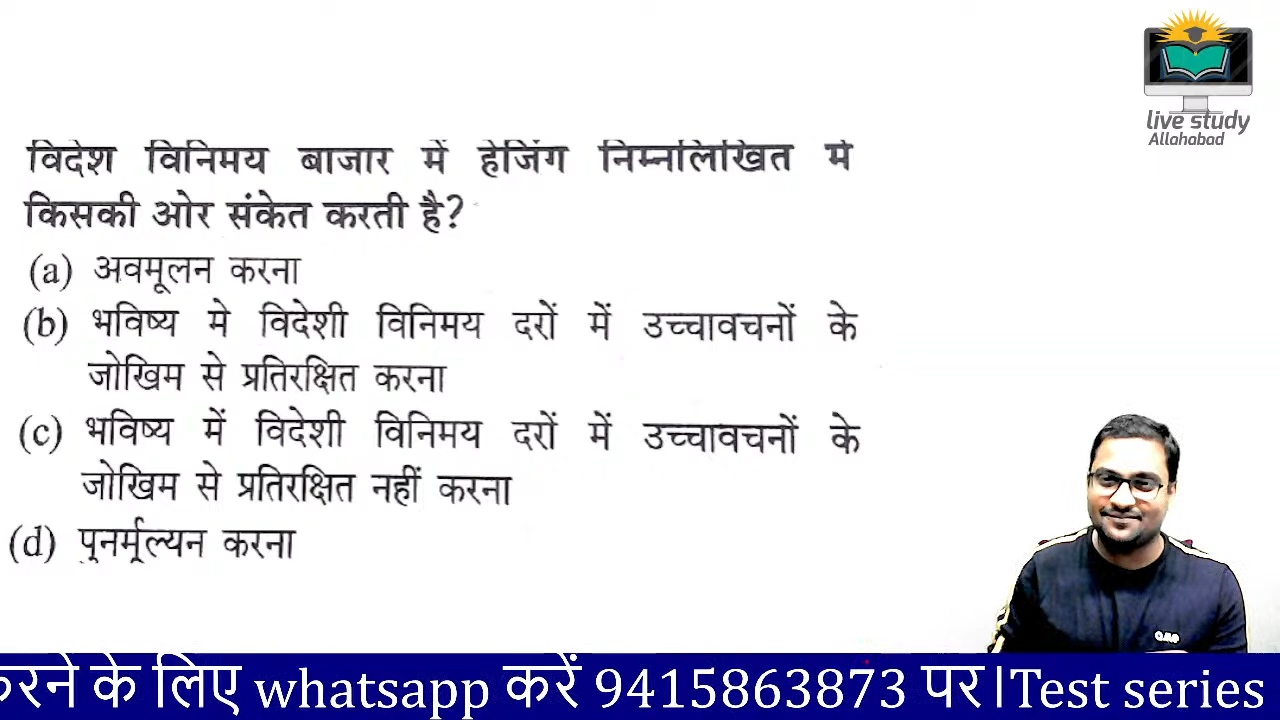 live study
Allahabad
विदेश विनिमय बाजार में हेजिंग निम्नलिखित मे
किसकी ओर संकेत करती है?
(a) अवमूलन करना
(b) भविष्य मे विदेशी विनिमय दरों में उच्चावचनों के
जोखिम से प्रतिरक्षित करना
(c) भविष्य में विदेशी विनिमय दरों में उच्चावचनों के
जोखिम से प्रतिरक्षित नहीं करना
(d) पुनर्मूल्यन करना
करने के लिए whatsapp करें 9415863873 पर।Test series